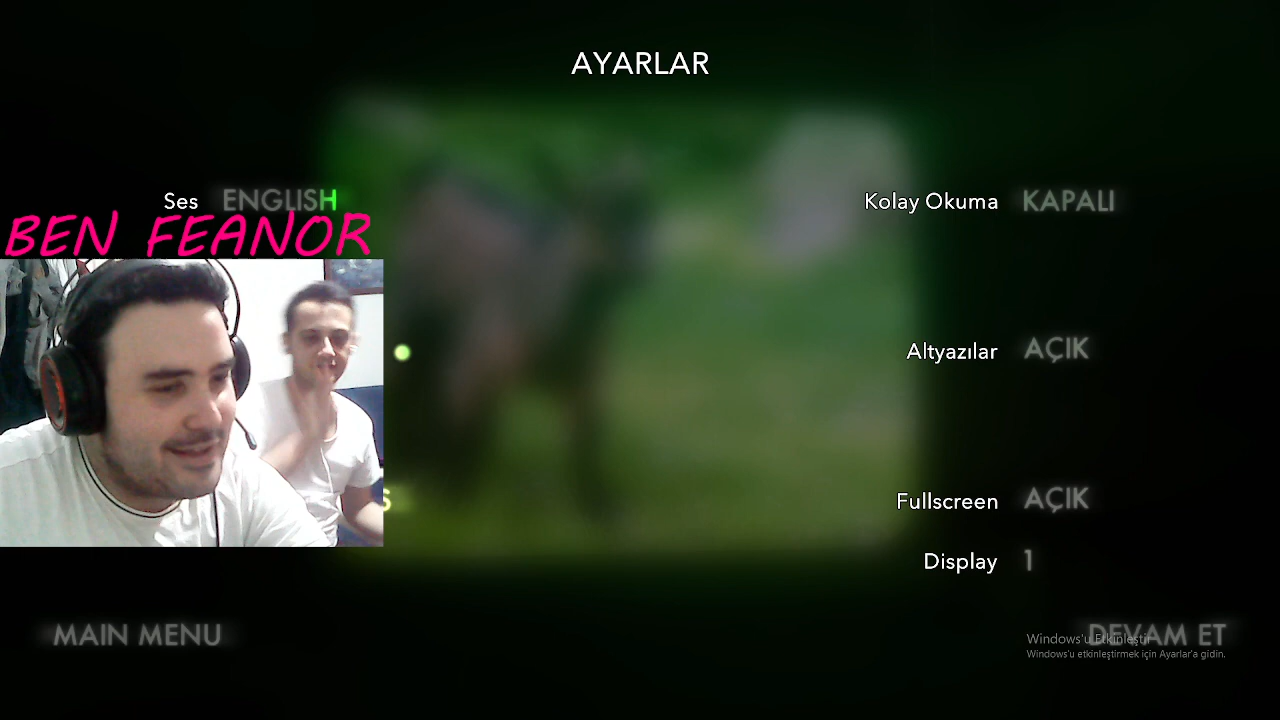 AYARLAR
Ses ENGLISH
Kolay Okuma KAPALI
BEN FEANOR
Altyazılar AÇIK
S
Fullscreen AÇIK
Display 1
MAIN MENU
DEVAM ET
Windows'u Etkinleştir
Windows'u etkinleştirmek için Ayarlar'a gidin.